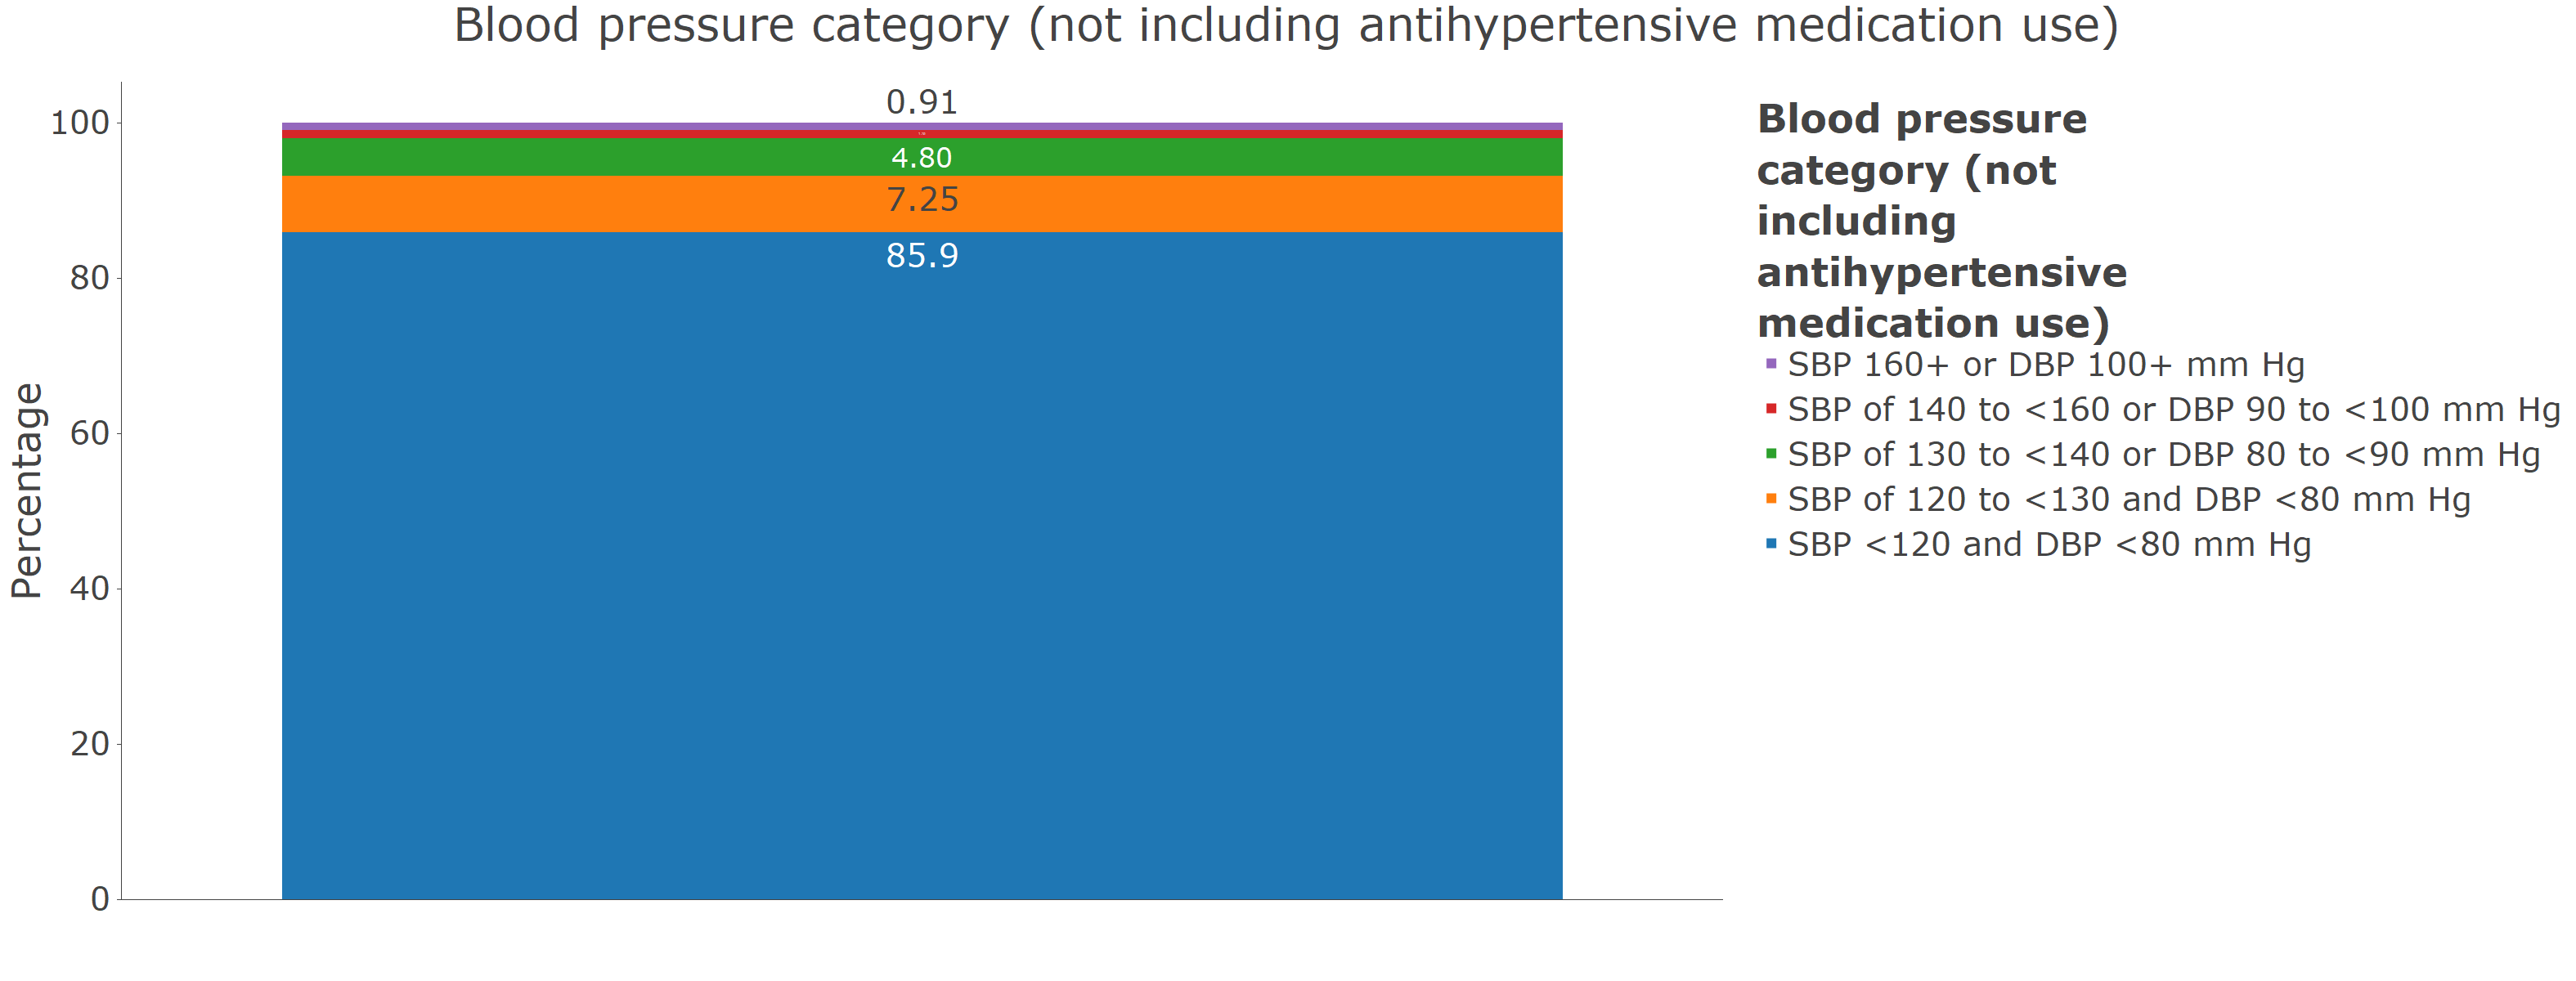 Blood pressure category (not including antihypertensive medication use)
0.91
100
4.80
7.25
85.9
80
60
40
20
0
Percentage
Blood pressure
category (not
including
antihypertensive
medication use)
SBP 160+ or DBP 100+ mm Hg
SBP of 140 to <160 or DBP 90 to <100 mm Hg
SBP of 130 to <140 or DBP 80 to <90 mm Hg
SBP of 120 to <130 and DBP <80 mm Hg
SBP <120 and DBP <80 mm Hg